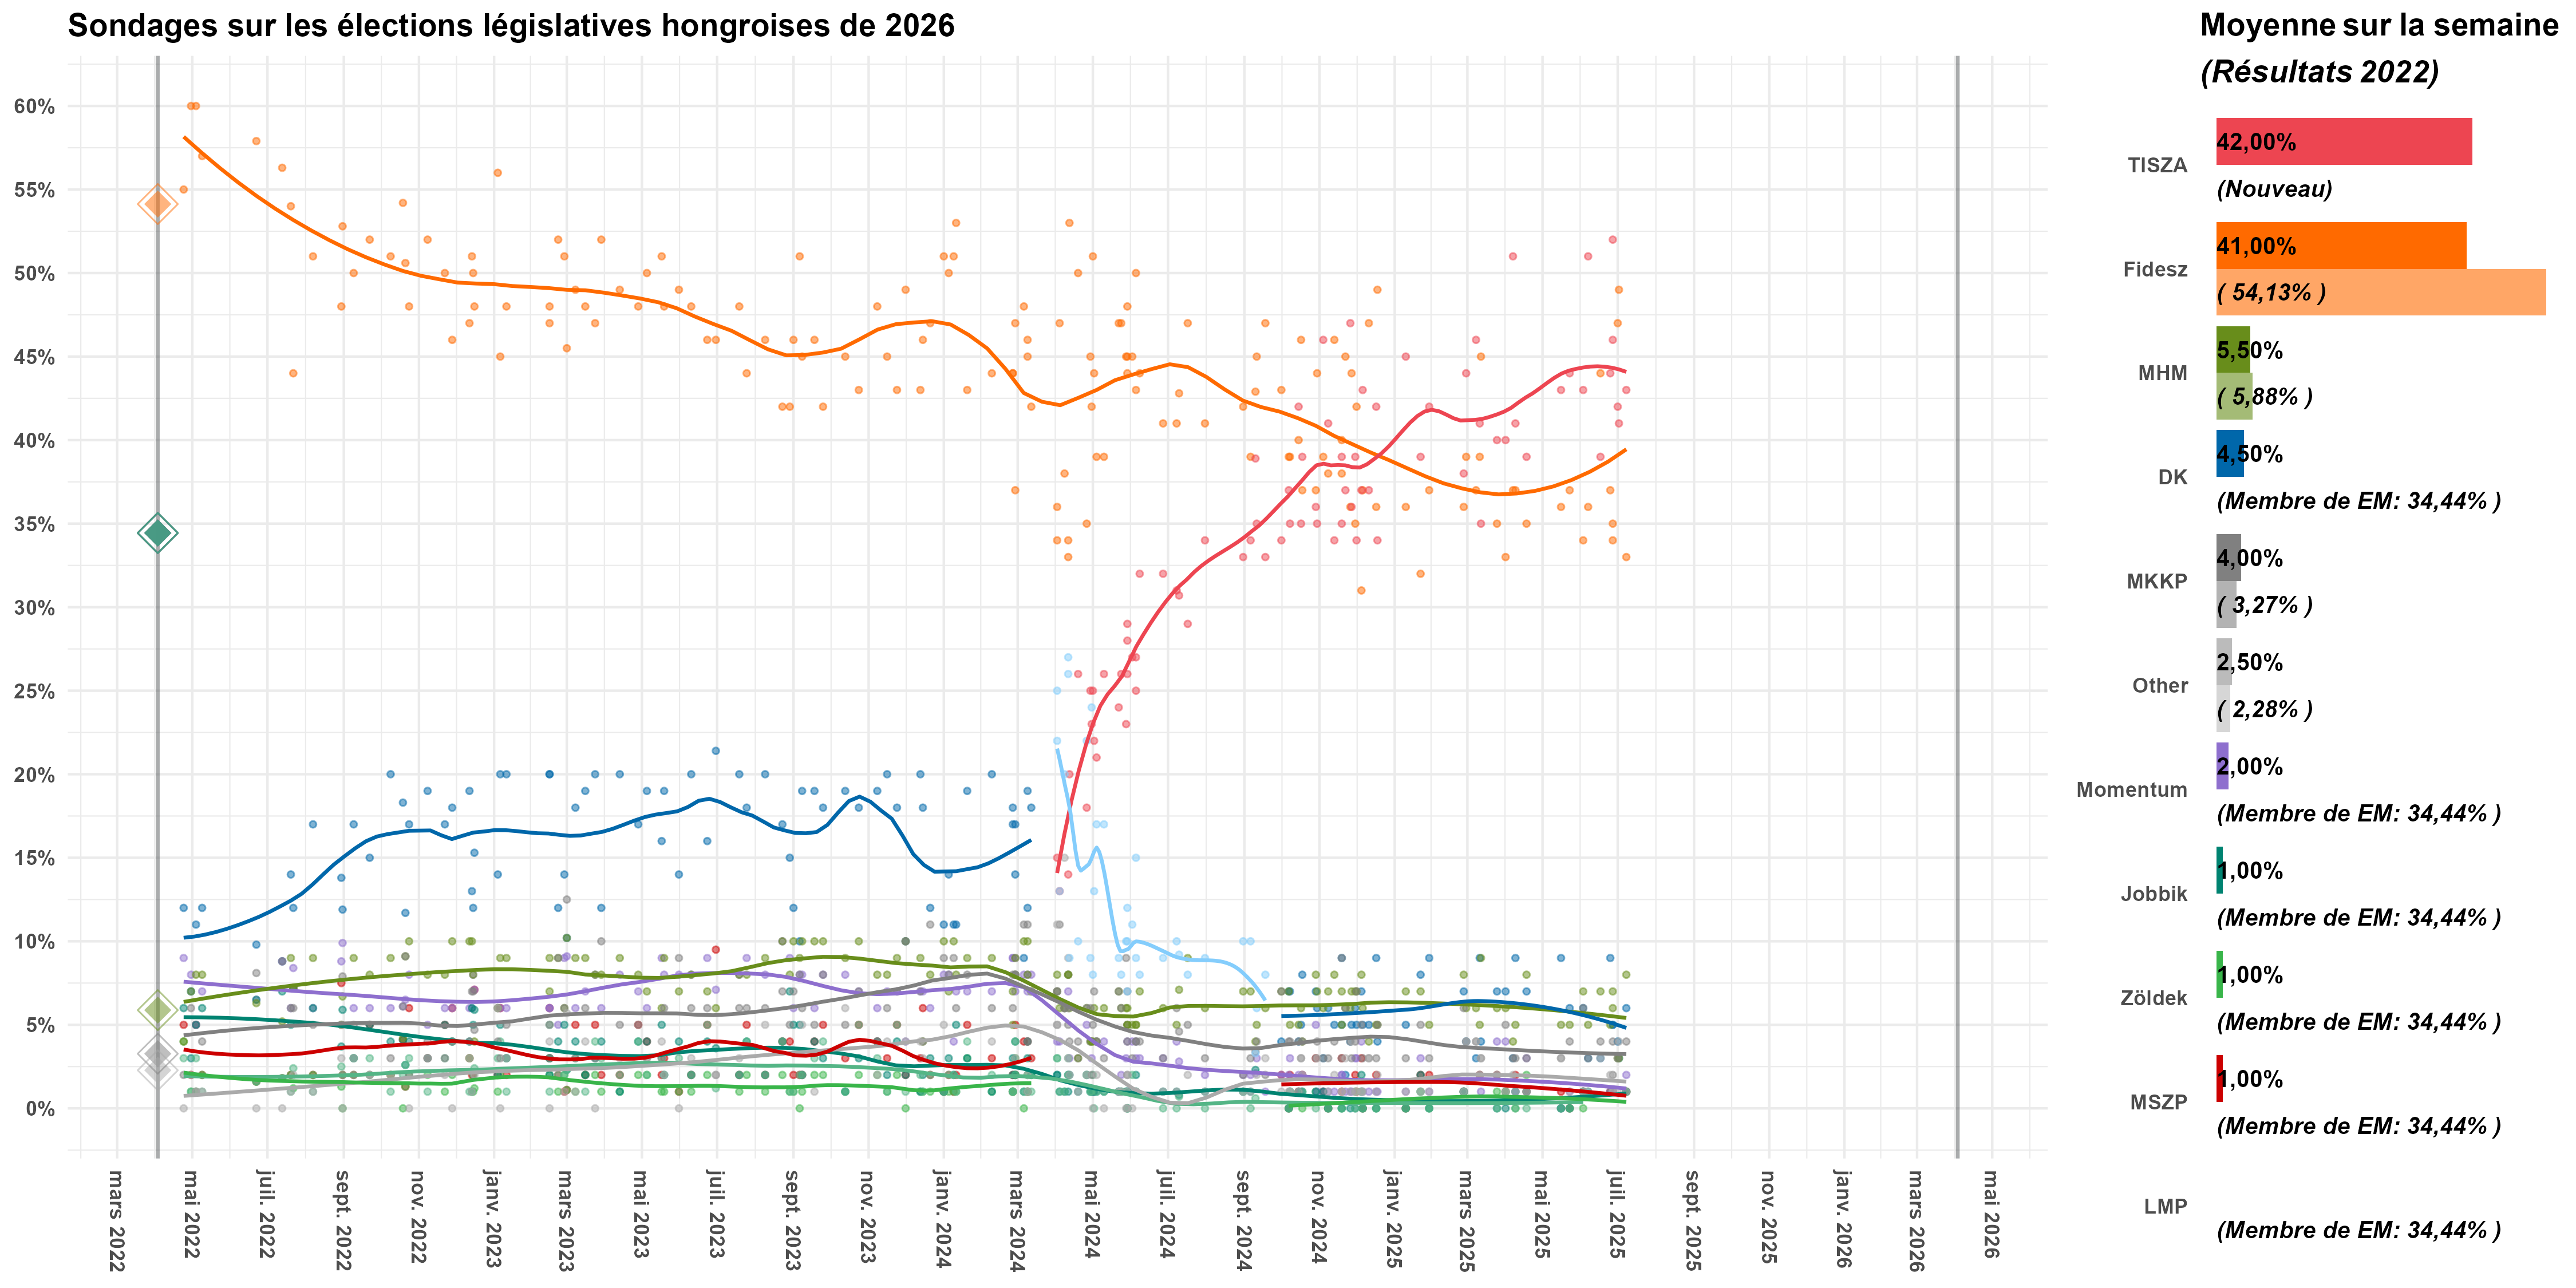 Sondages sur les élections législatives hongroises de 2026
60%
55%
50%
45%
40%
35%
30%
25%
20%
15%
10%
5%
0%
mars 2022
mai 2022
juil. 2022
sept. 2022
nov. 2022
janv. 2023
mars 2023
mai 2023
juil. 2023
sept. 2023
nov. 2023
janv. 2024
mars 2024
mai 2024
juil. 2024
sept. 2024
nov. 2024
janv. 2025
mars 2025
mai 2025
juil. 2025
sept. 2025
nov. 2025
janv. 2026
mars 2026
mai 2026
Moyenne sur la semaine
(Résultats 2022)
TISZA
42,00%
(Nouveau)
Fidesz
41,00%
( 54,13% )
MHM
5,50%
( 5,88% )
DK
4,50%
(Membre de EM: 34,44% )
MKKP
4,00%
( 3,27% )
Other
2,50%
( 2,28% )
Momentum
2,00%
(Membre de EM: 34,44% )
Jobbik
1,00%
(Membre de EM: 34,44% )
Zöldek
1,00%
(Membre de EM: 34,44% )
MSZP
1,00%
(Membre de EM: 34,44% )
LMP
(Membre de EM: 34,44% )